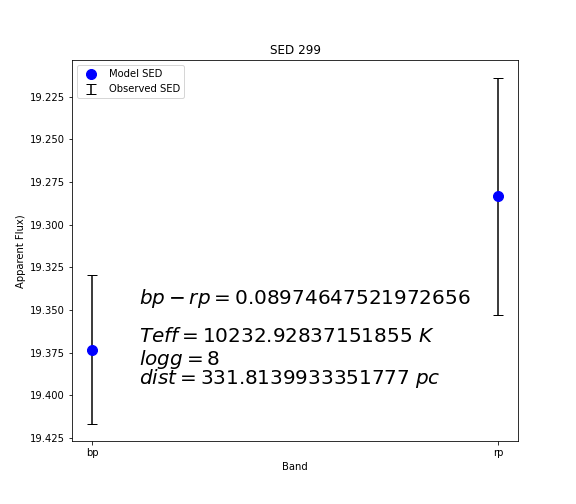 SED 299
Model SED
Observed SED
19.225
19.250
19.275
19.300
19.325
19.350
19.375
19.400
19.425
Apparent Flux)
bp − rp = 0.08974647521972656
Teff = 10232.92837151855 K
logg = 8
dist = 331.8139933351777 pc
bp
rp
Band